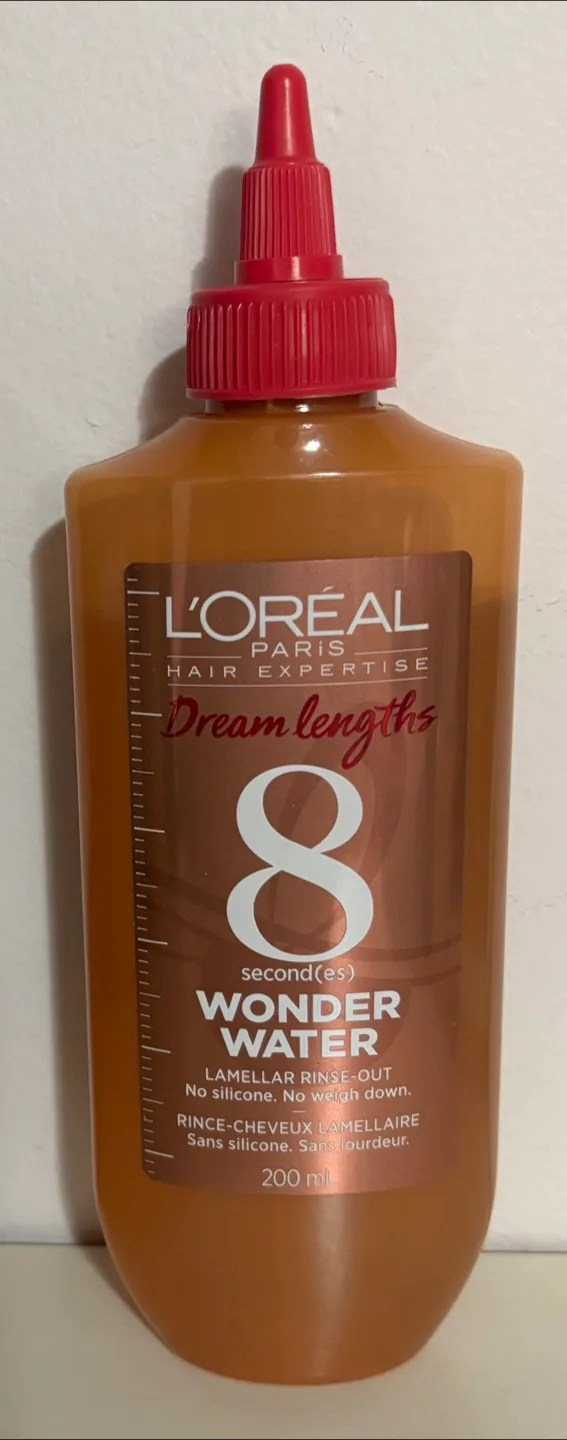 L'ORÉAL
PARiS
HAIR EXPERTISE
Dream lengths
8
second(es)
WONDER
WATER
LAMELLAR RINSE-OUT
No silicone. No weigh down.
RINCE-CHEVEUX LAMELLAIRE
Sans silicone. Sans lourdeur.
200 ml